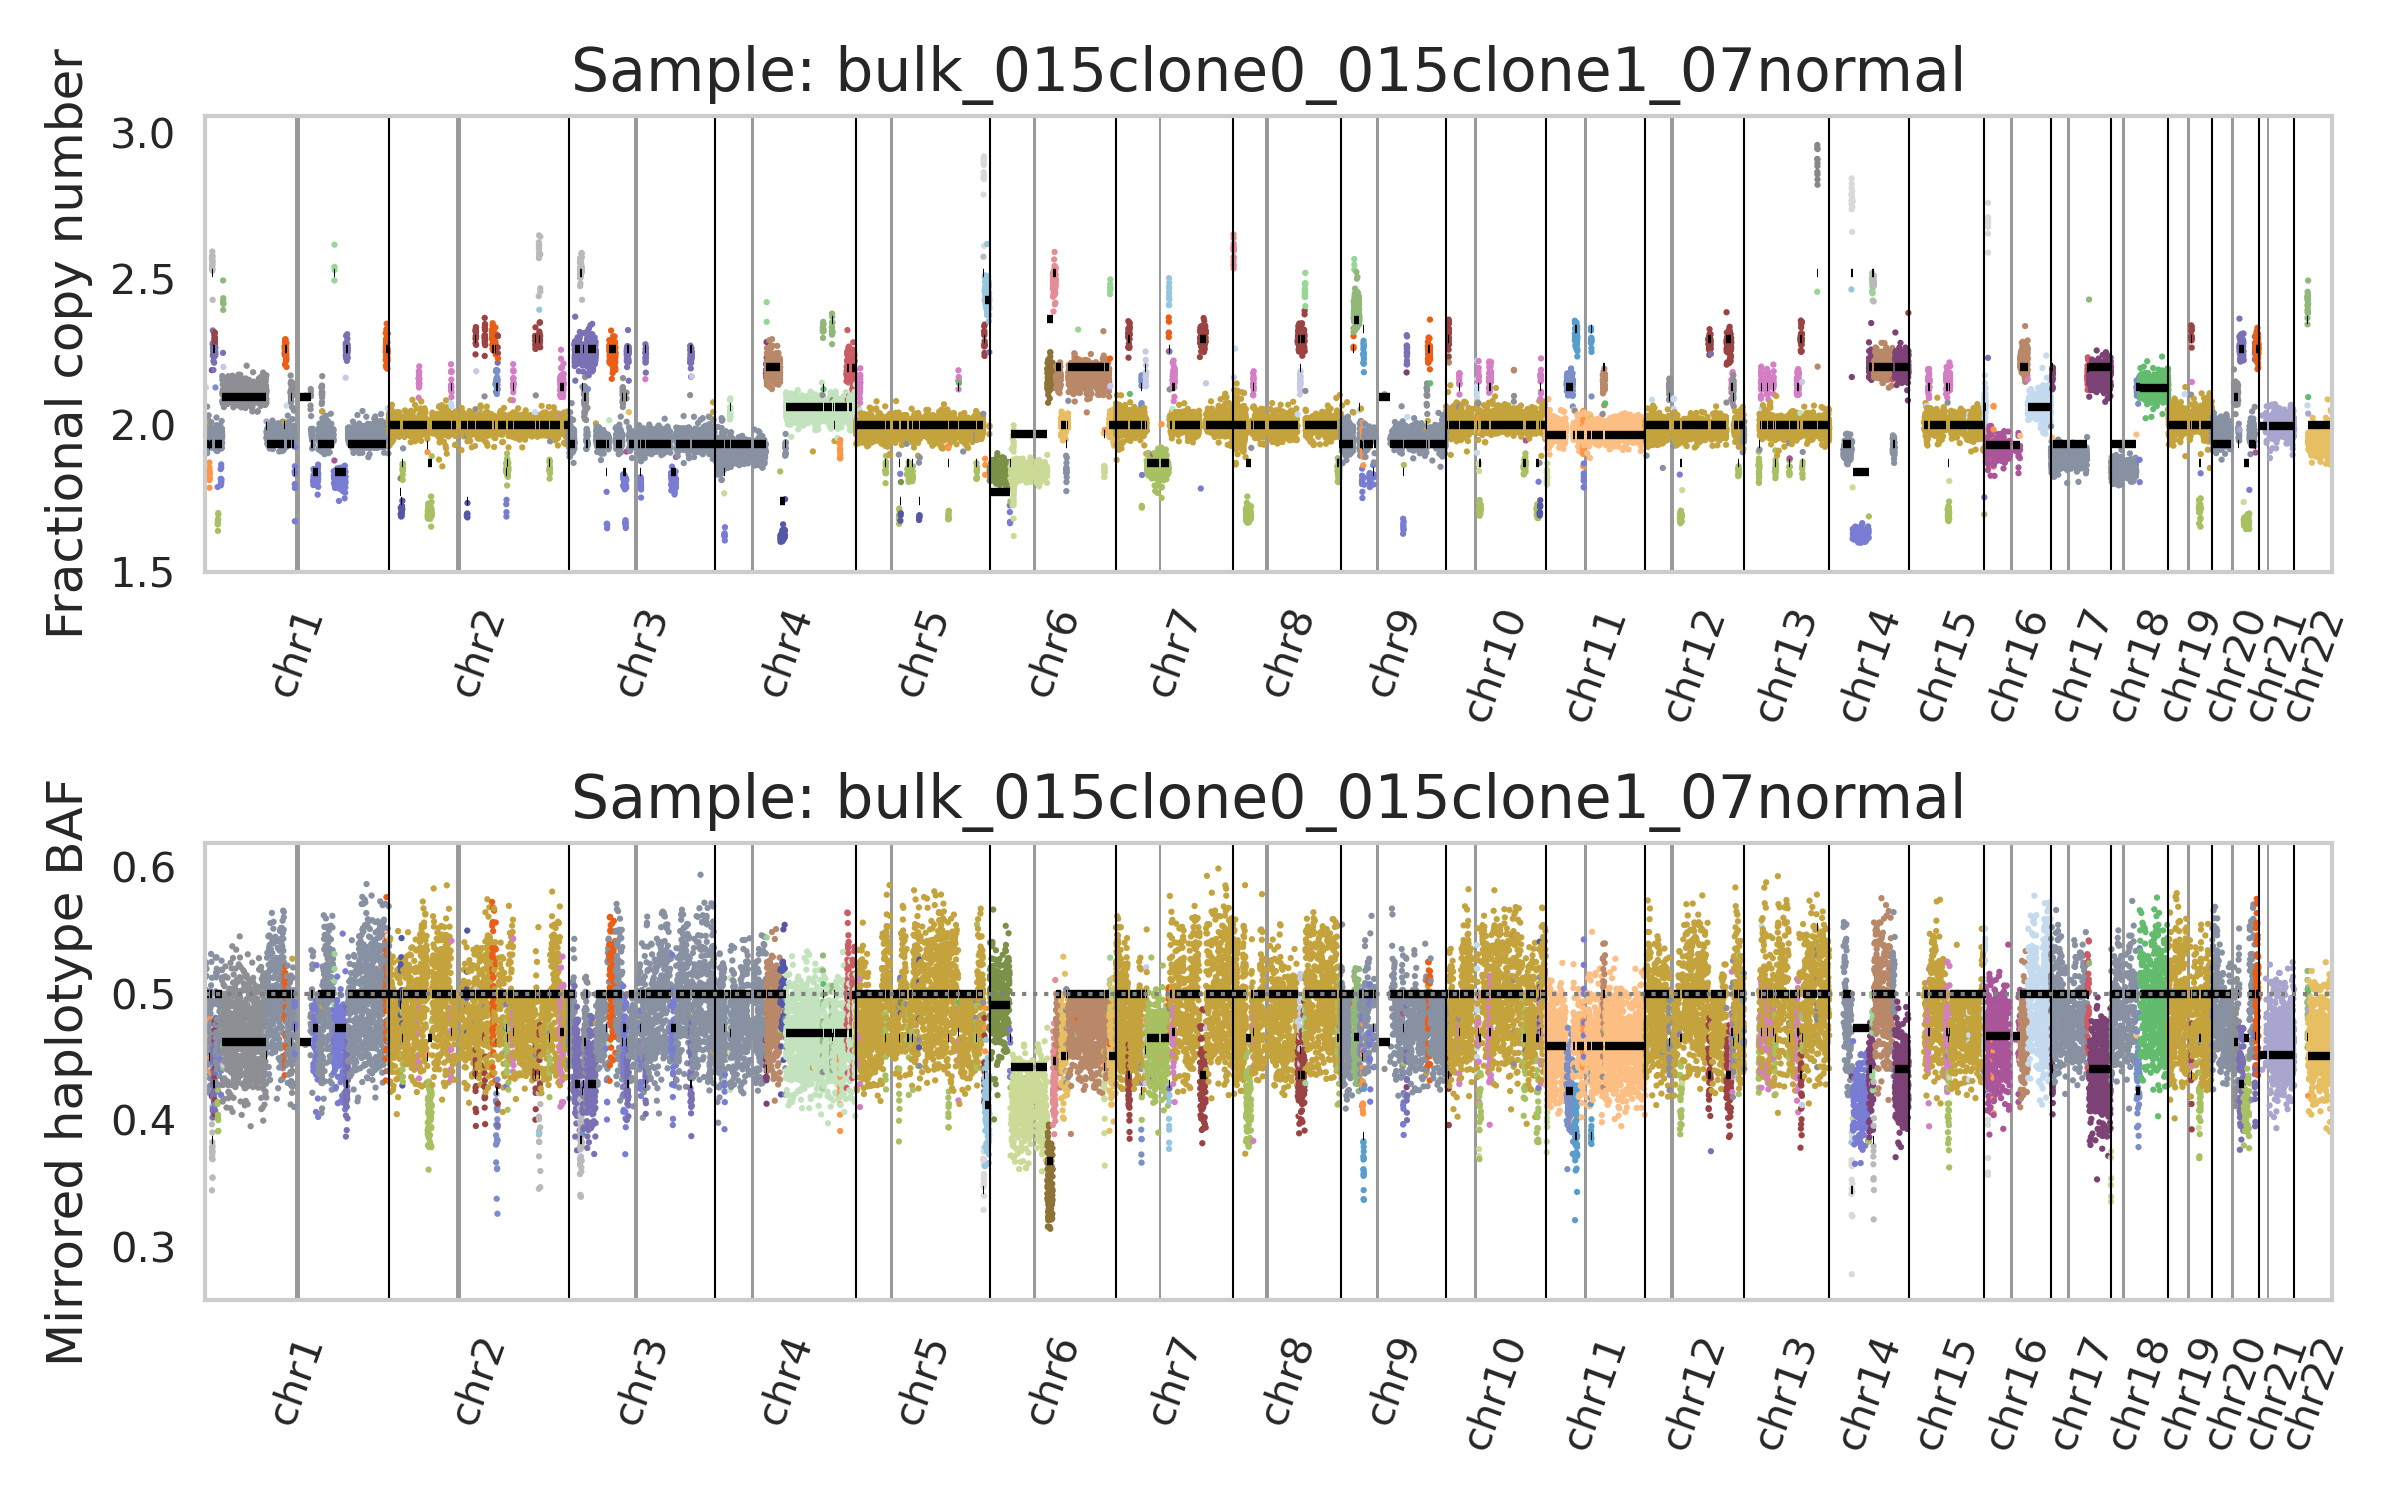 Sample: bulk_015clone0_015clone1_07normal
Fractional copy number
3.0
2.5
2.0
1.5
chr1
chr2
chr3
chr4
chr5
chr6
chr7
chr8
chr9
chr10
chr11
chr12
chr13
chr14
chr15
chr16
chr17
chr18
chr19
chr20
chr21
chr22
Sample: bulk_015clone0_015clone1_07normal
Mirrored haplotype BAF
0.6
0.5
0.4
0.3
chr1
chr2
chr3
chr4
chr5
chr6
chr7
chr8
chr9
chr10
chr11
chr12
chr13
chr14
chr15
chr16
chr17
chr18
chr19
chr20
chr21
chr22